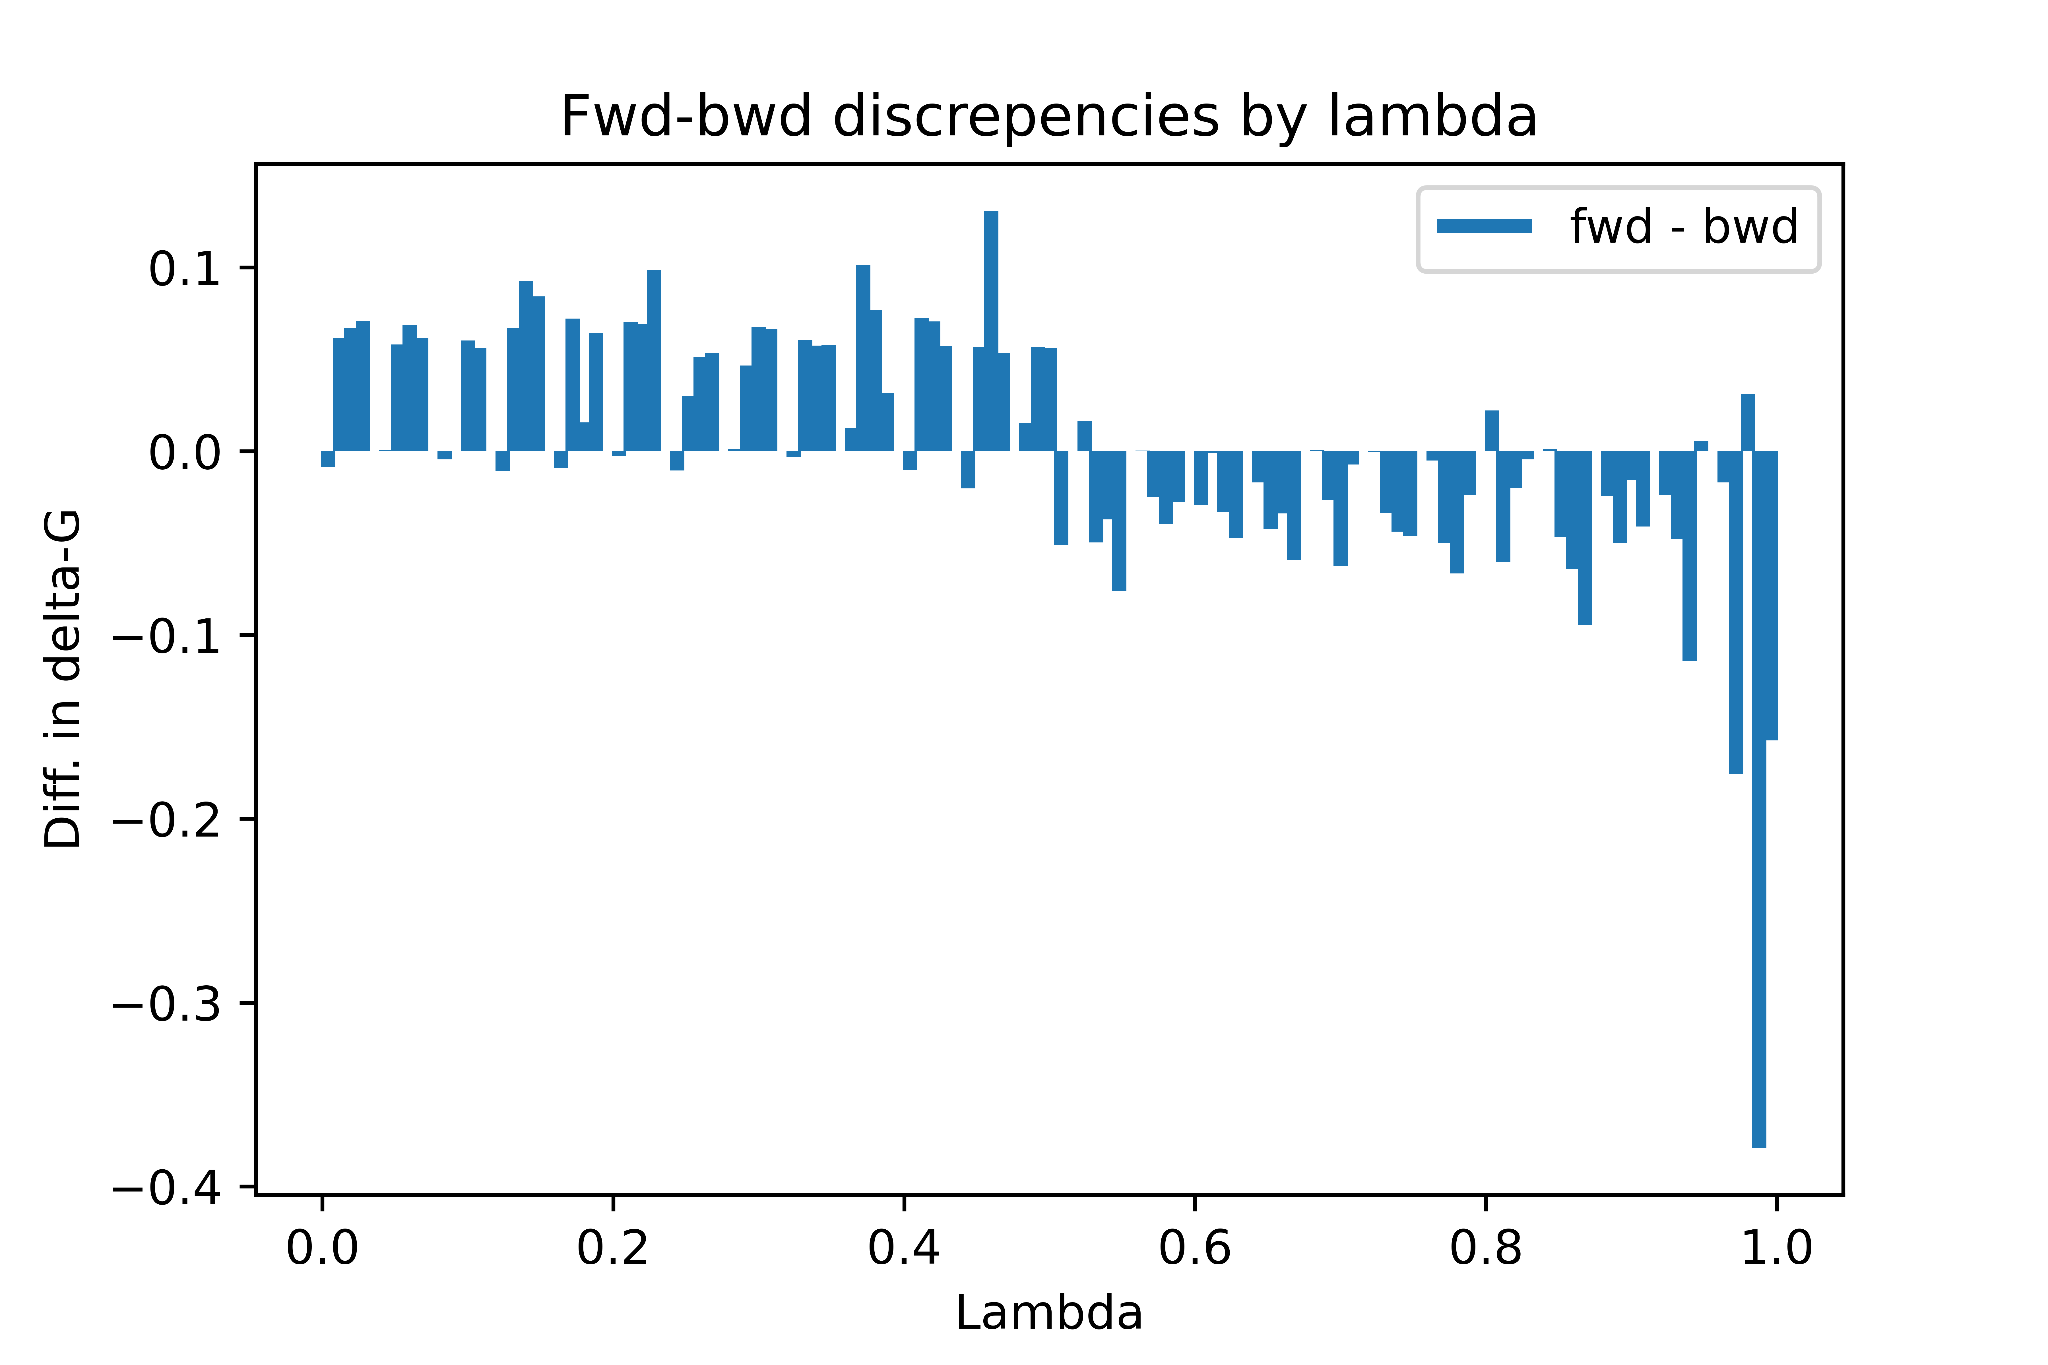 Fwd-bwd discrepencies by lambda
fwd - bwd
Diff. in delta-G
0.1
0.0
−0.1
−0.2
−0.3
−0.4
0.0 0.2 0.4 0.6 0.8 1.0
Lambda